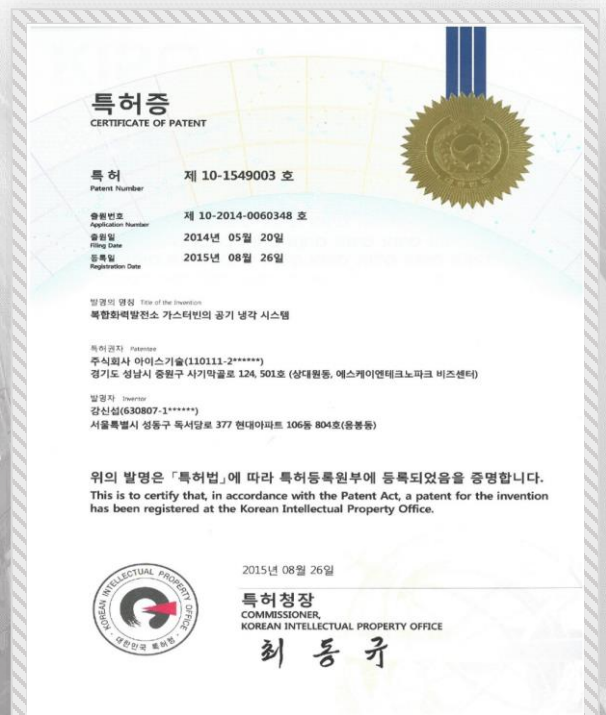 특허증
CERTIFICATE OF PATENT
특 허 제 10-1549003 호
Patent Number
출원번호 제 10-2014-0060348 호
Application Number
출원일 2014년 05월 20일
Filing Date
등록일 2015년 08월 26일
Registration Date
발명의 명칭 Title of the Invention
복합화력발전소 가스터빈의 공기 냉각 시스템
특허권자 Patentee
주식회사 아이스기술(110111-2******)
경기도 성남시 중원구 사기막골로 124, 501호 (상대원동, 에스케이엔테크노파크 비즈센터)
발명자 Inventor
강신섭(630807-1******)
서울특별시 성동구 독서당로 377 현대아파트 106동 804호(응봉동)
위의 발명은 「특허법」에 따라 특허등록원부에 등록되었음을 증명합니다.
This is to certify that, in accordance with the Patent Act, a patent for the invention
has been registered at the Korean Intellectual Property Office.
2015년 08월 26일
특허청장
COMMISSIONER,
KOREAN INTELLECTUAL PROPERTY OFFICE
최동규
KOREAN INTELLECTUAL PROPERTY OFFICE
대한민국 특허청